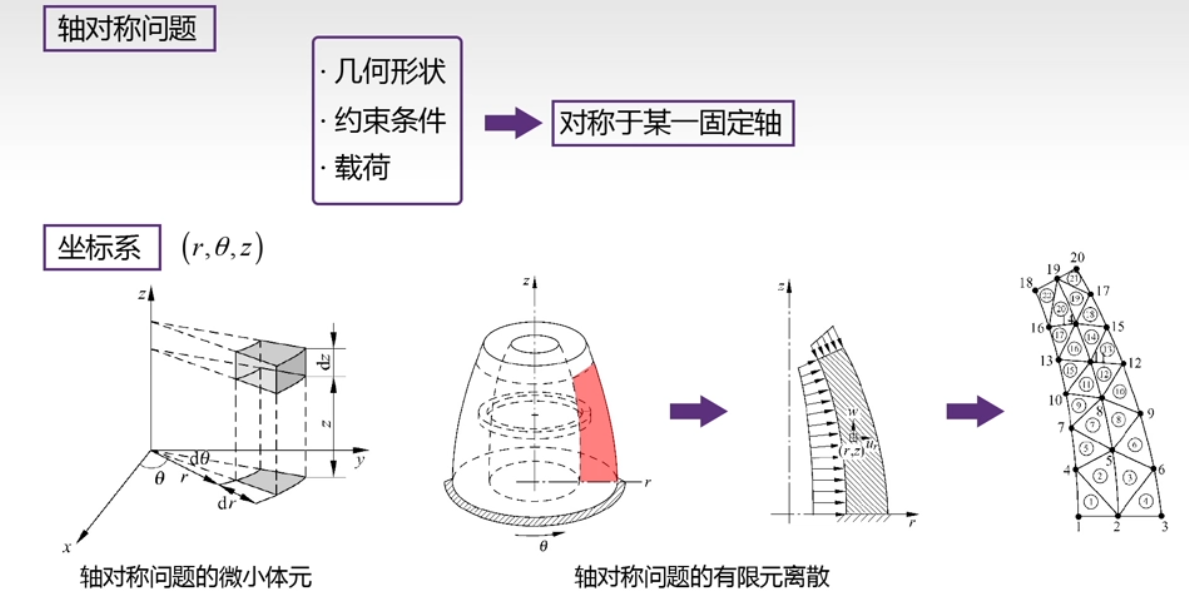 轴对称问题
· 几何形状
· 约束条件
· 载荷
对称于某一固定轴
坐标系 (r,θ,z)
z
dz
z
dθ
θ
r
dr
y
x
轴对称问题的微小体元
z
r
θ
z
w
u_r
(r,z)
r
20
19
18
17
16
14
15
13
11
12
10
8
9
7
5
4
6
1
2
3
㉑
㉒
⑲
⑳
⑱
⑰
⑭
⑯
⑬
⑮
⑫
⑪
⑩
⑨
⑦
⑧
⑤
⑥
②
③
①
④
轴对称问题的有限元离散